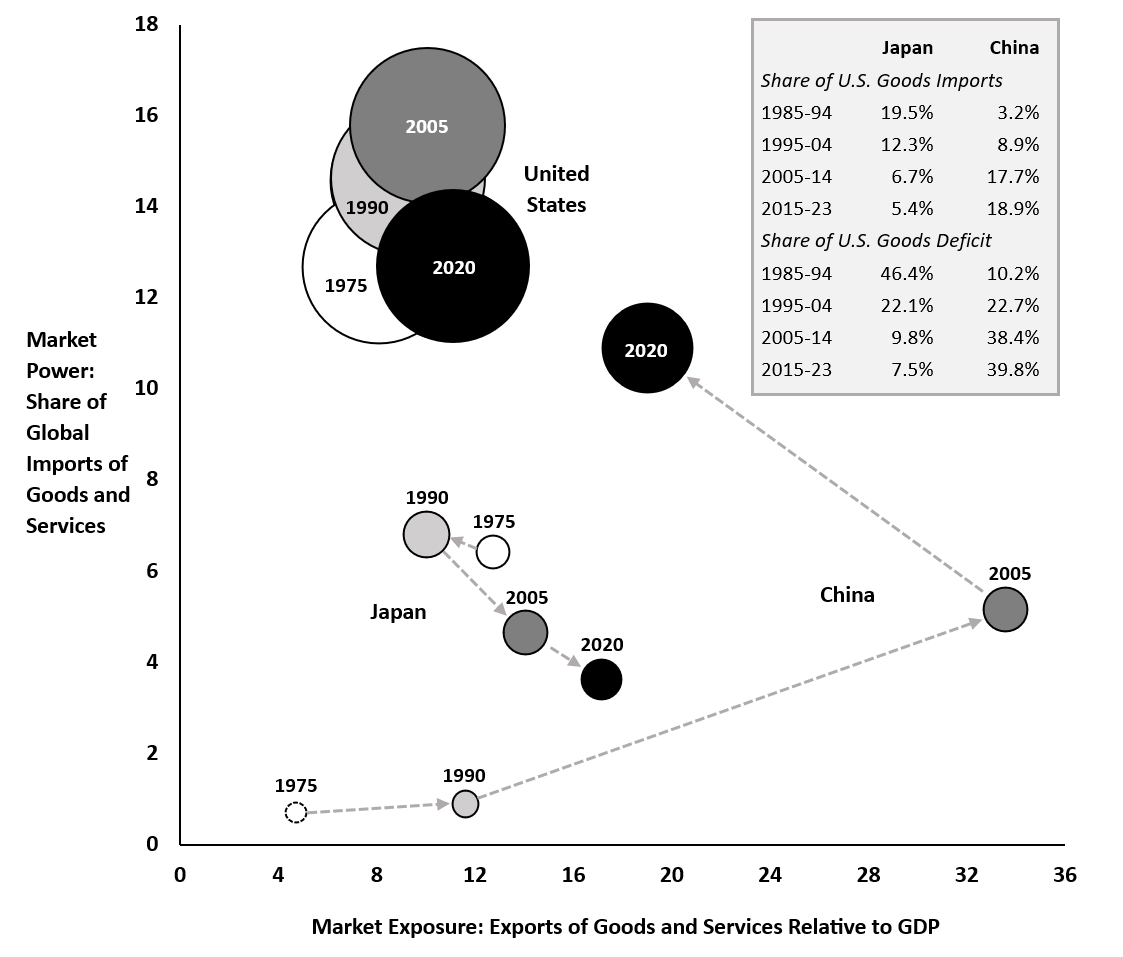 18
16
14
12
10
8
6
4
2
0
Market
Power:
Share of
Global
Imports of
Goods and
Services
2005
1990
1975
2020
United
States
2020
1990
1975
2005
2020
Japan
China
2005
1975
1990
0 4 8 12 16 20 24 28 32 36
Market Exposure: Exports of Goods and Services Relative to GDP
Japan China
Share of U.S. Goods Imports
1985-94 19.5% 3.2%
1995-04 12.3% 8.9%
2005-14 6.7% 17.7%
2015-23 5.4% 18.9%
Share of U.S. Goods Deficit
1985-94 46.4% 10.2%
1995-04 22.1% 22.7%
2005-14 9.8% 38.4%
2015-23 7.5% 39.8%